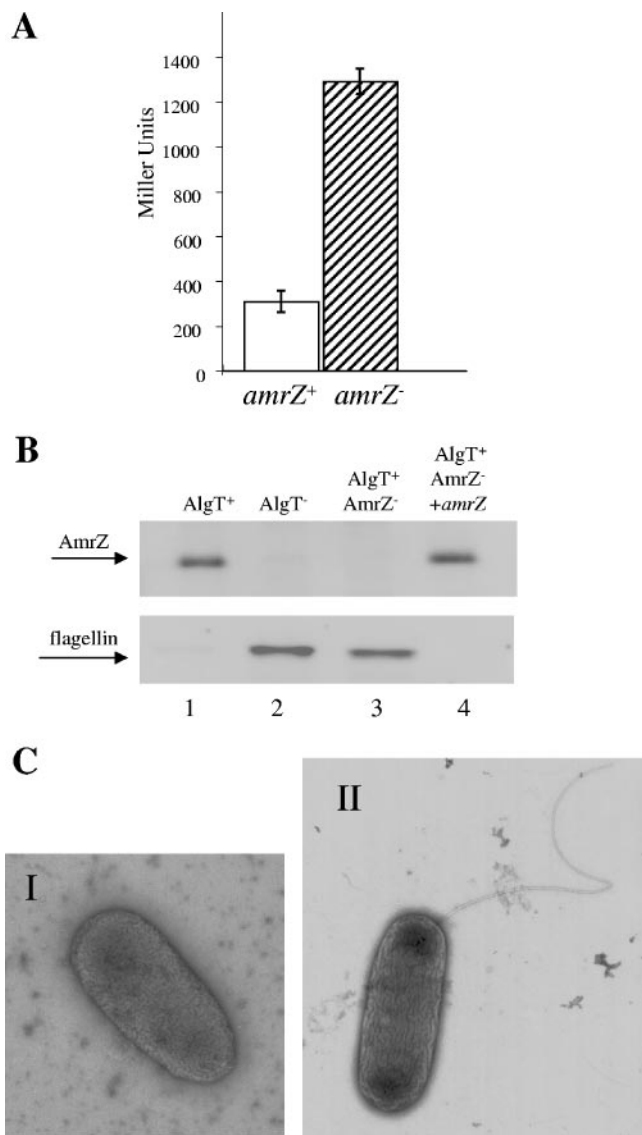 A
1400
1200
1000
800
600
400
200
0
Miller Units
amrZ⁺ amrZ⁻
B
AlgT⁺ AlgT⁻ AlgT⁺ AmrZ⁻ AlgT⁺ AmrZ⁻ +amrZ
AmrZ
flagellin
1 2 3 4
C
I
II